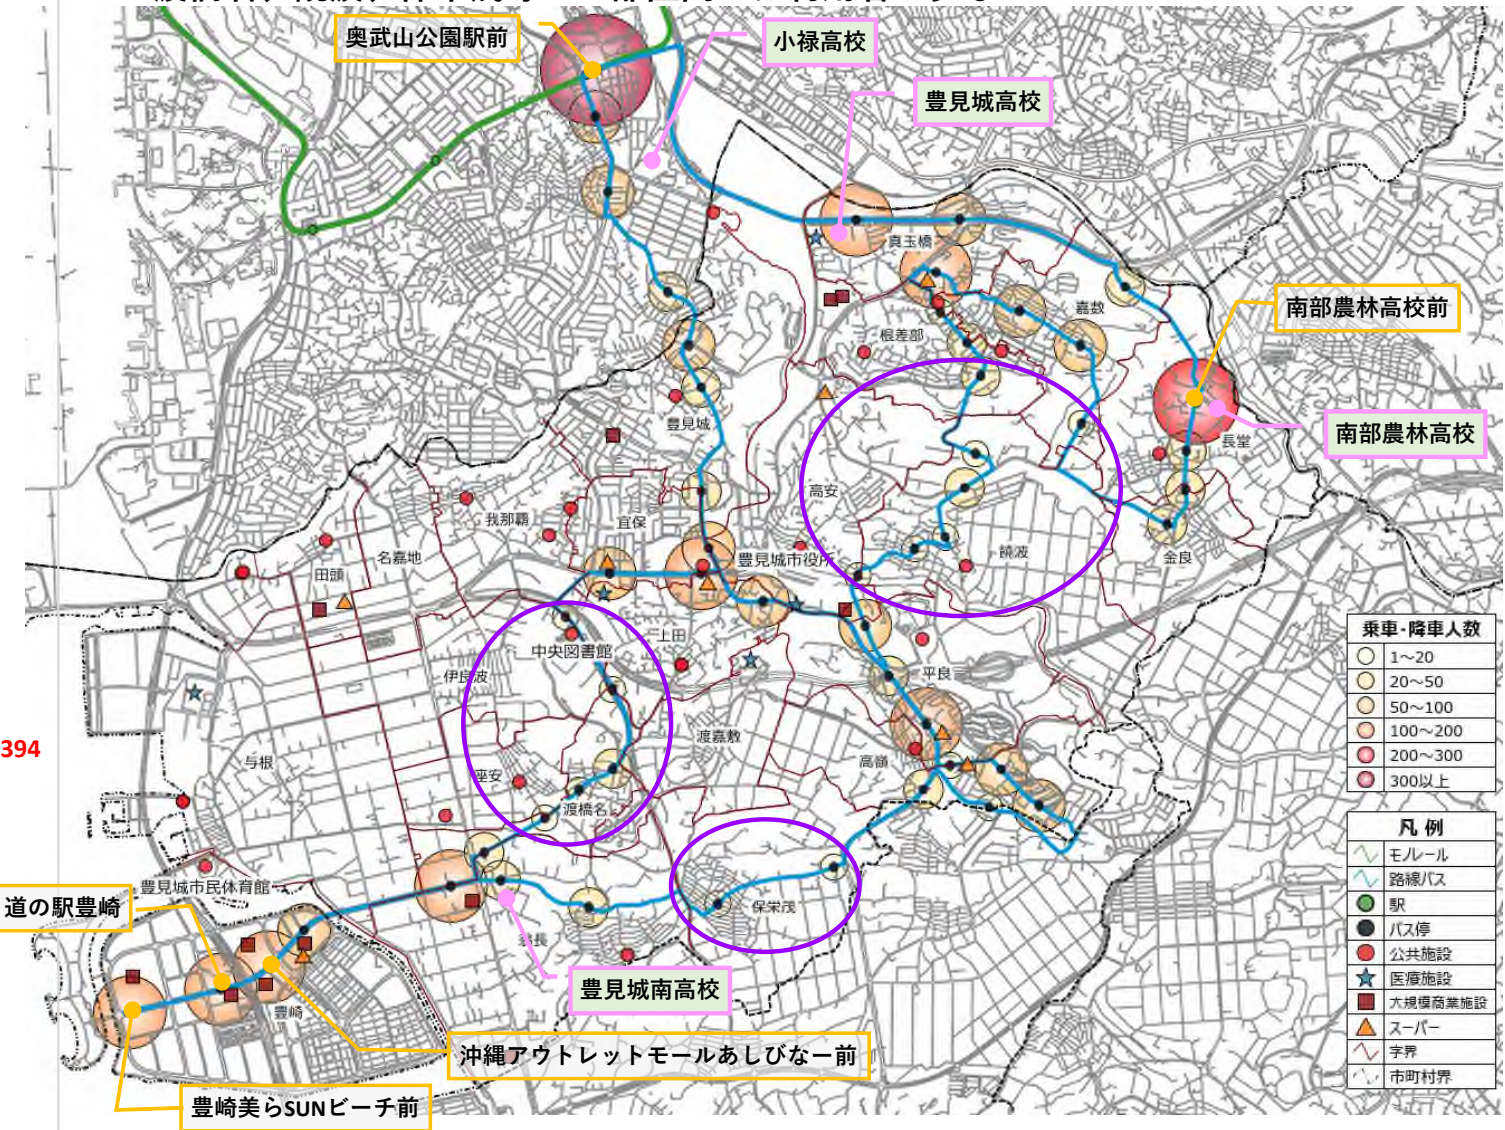 奥武山公園駅前
小禄高校
豊見城高校
真玉橋
嘉数
南部農林高校前
根差部
豊見城
南部農林高校
長堂
高安
我那覇
宜保
名嘉地
豊見城市役所
饒波
金良
田頭
上田
中央図書館
伊良波
平良
渡嘉敷
394
与根
高嶺
座安
渡橋名
豊見城市民体育館
保栄茂
道の駅豊崎
翁長
豊見城南高校
豊崎
沖縄アウトレットモールあしびなー前
豊崎美らSUNビーチ前
乗車・降車人数
1～20
20～50
50～100
100～200
200～300
300以上
凡 例
モノレール
路線バス
駅
バス停
公共施設
医療施設
大規模商業施設
スーパー
字界
市町村界